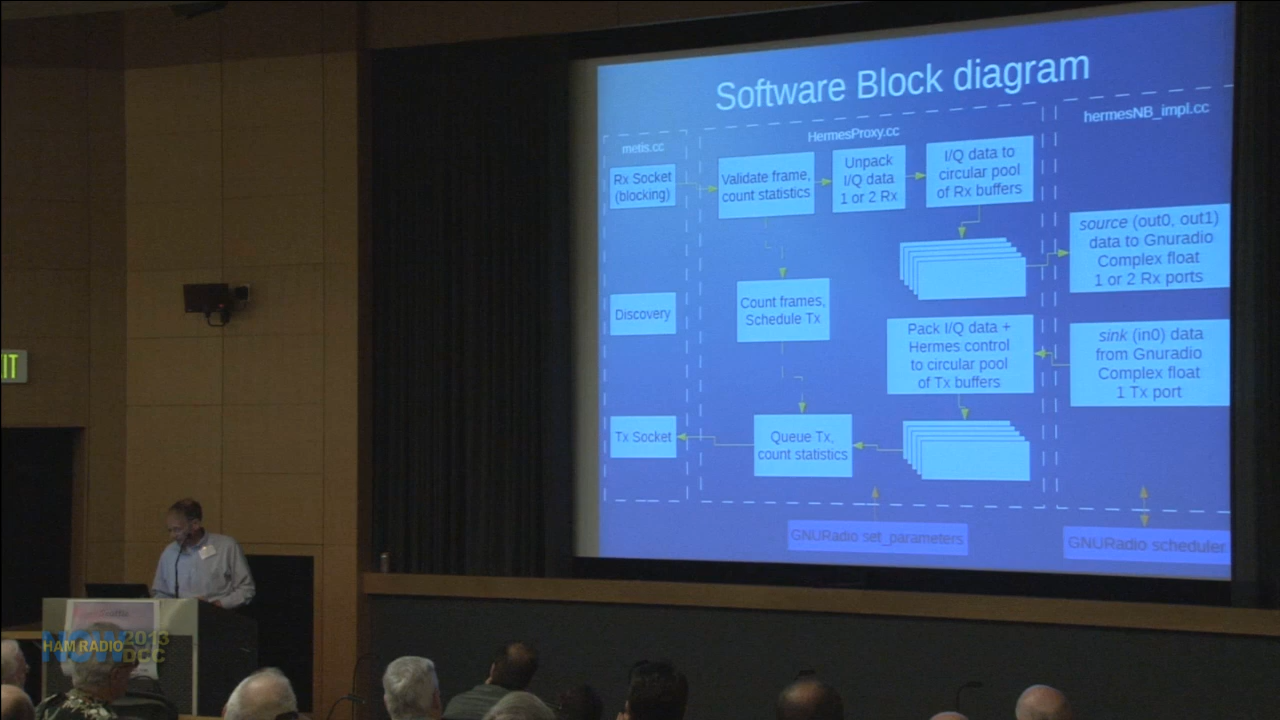 Software Block diagram
metis.cc
HermesProxy.cc
hermesNB_impl.cc
Rx Socket
(blocking)
Validate frame,
count statistics
Unpack
I/Q data
1 or 2 Rx
I/Q data to
circular pool
of Rx buffers
source (out0, out1)
data to Gnuradio
Complex float
1 or 2 Rx ports
Discovery
Count frames,
Schedule Tx
Pack I/Q data +
Hermes control
to circular pool
of Tx buffers
sink (in0) data
from Gnuradio
Complex float
1 Tx port
Tx Socket
Queue Tx,
count statistics
GNURadio set_parameters
GNURadio scheduler
IT
HAM RADIO
NOW
2013
DCC